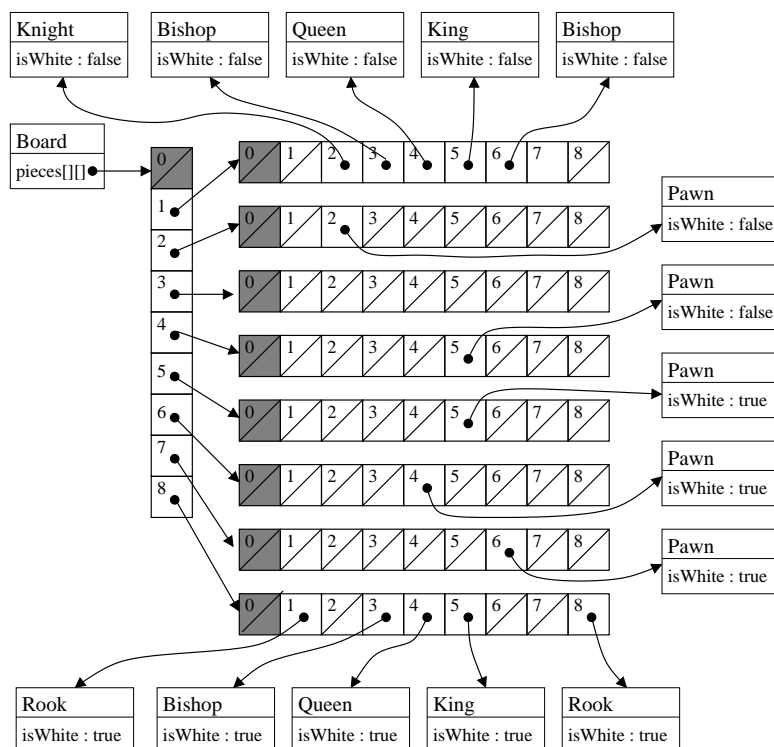 Knight Bishop Queen King Bishop
isWhite : false isWhite : false isWhite : false isWhite : false isWhite : false
Board
pieces[][]
0
1
2
3
4
5
6
7
8
0 1 2 3 4 5 6 7 8
0 1 2 3 4 5 6 7 8
0 1 2 3 4 5 6 7 8
0 1 2 3 4 5 6 7 8
0 1 2 3 4 5 6 7 8
0 1 2 3 4 5 6 7 8
0 1 2 3 4 5 6 7 8
0 1 2 3 4 5 6 7 8
Pawn
isWhite : false
Pawn
isWhite : false
Pawn
isWhite : true
Pawn
isWhite : true
Pawn
isWhite : true
Rook Bishop Queen King Rook
isWhite : true isWhite : true isWhite : true isWhite : true isWhite : true